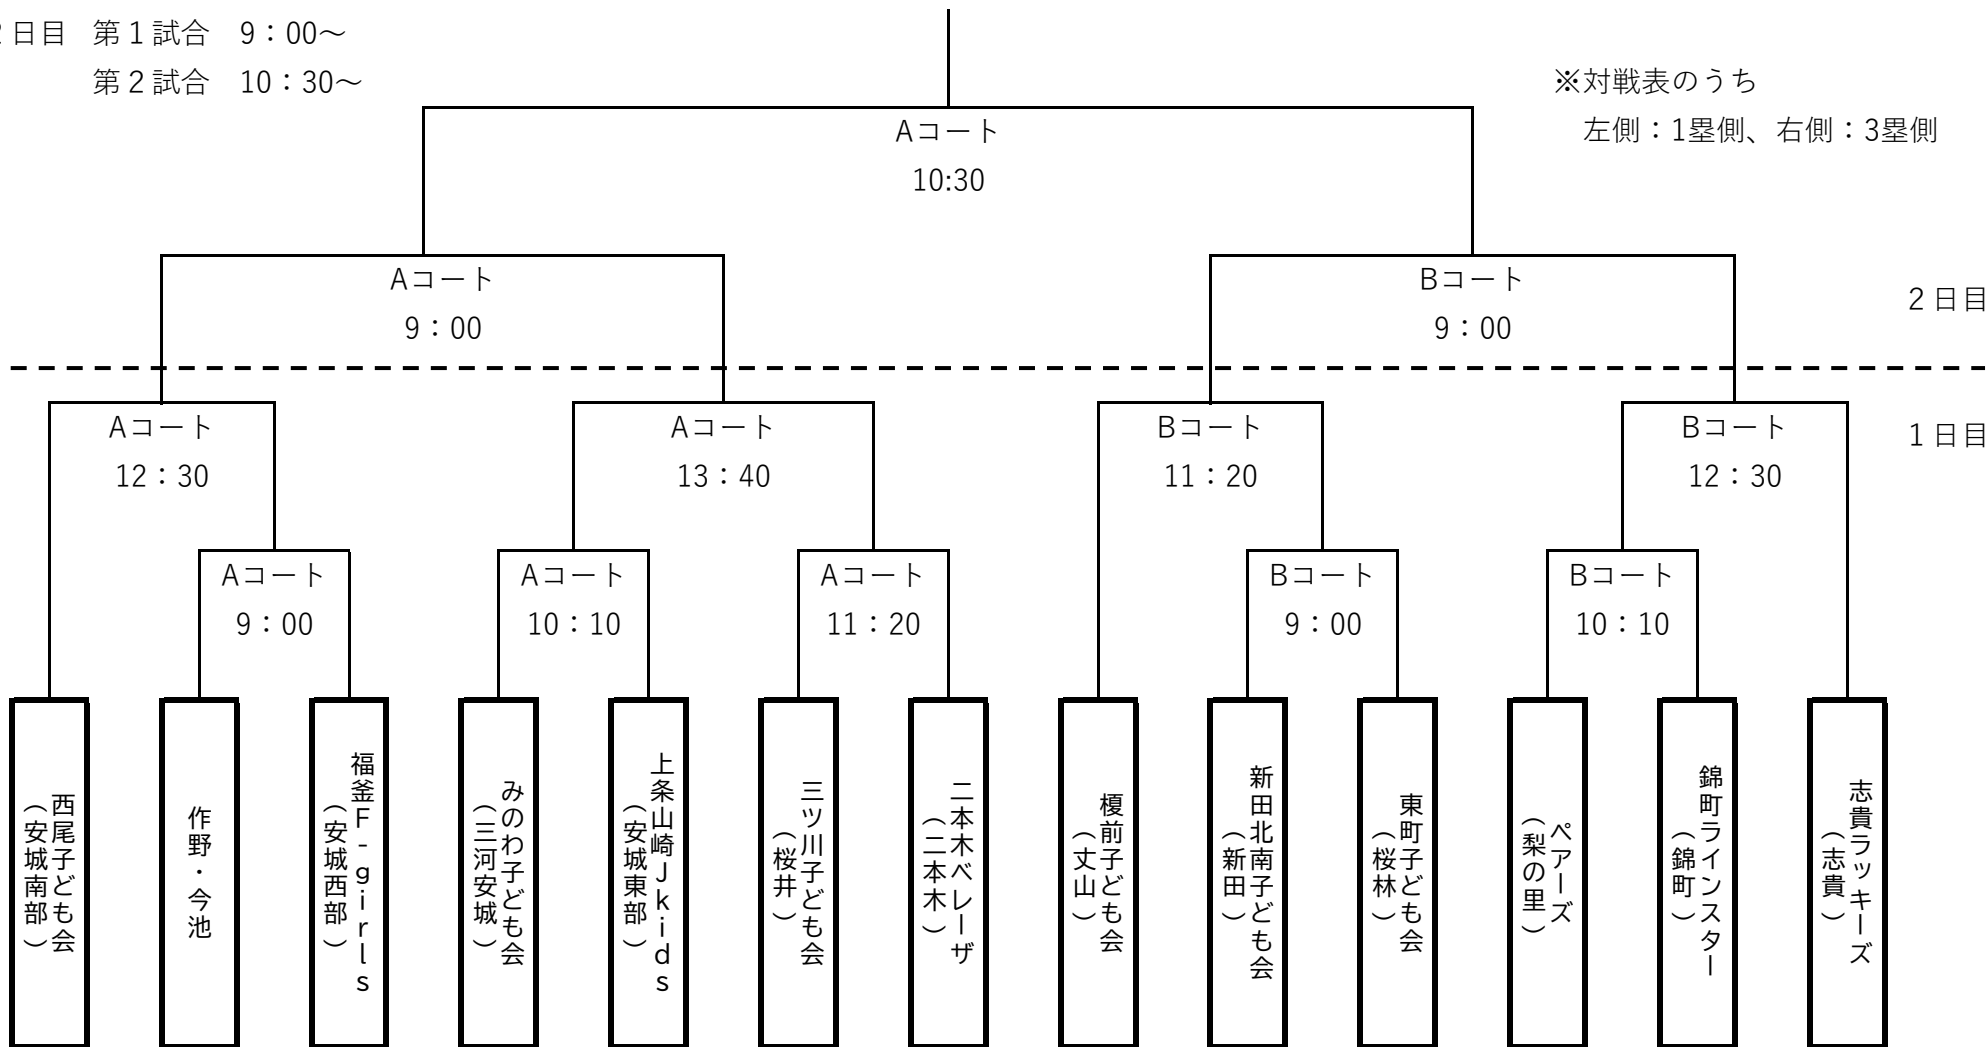 ２日目 第１試合 9：00～
第２試合 10：30～
※対戦表のうち
左側：1塁側、右側：3塁側
Aコート
10:30
Aコート
9：00
Bコート
9：00
２日目
Aコート
12：30
Aコート
13：40
Bコート
11：20
Bコート
12：30
１日目
Aコート
9：00
Aコート
10：10
Aコート
11：20
Bコート
9：00
Bコート
10：10
西尾子ども会
（安城南部）
作野・今池
福釜F-girls
（安城西部）
みのわ子ども会
（三河安城）
上条山崎Jkids
（安城東部）
三ツ川子ども会
（桜井）
二本木ベレーザ
（二本木）
榎前子ども会
（丈山）
新田北南子ども会
（新田）
東町子ども会
（桜林）
ペアーズ
（梨の里）
錦町ラインスター
（錦町）
志貴ラッキーズ
（志貴）